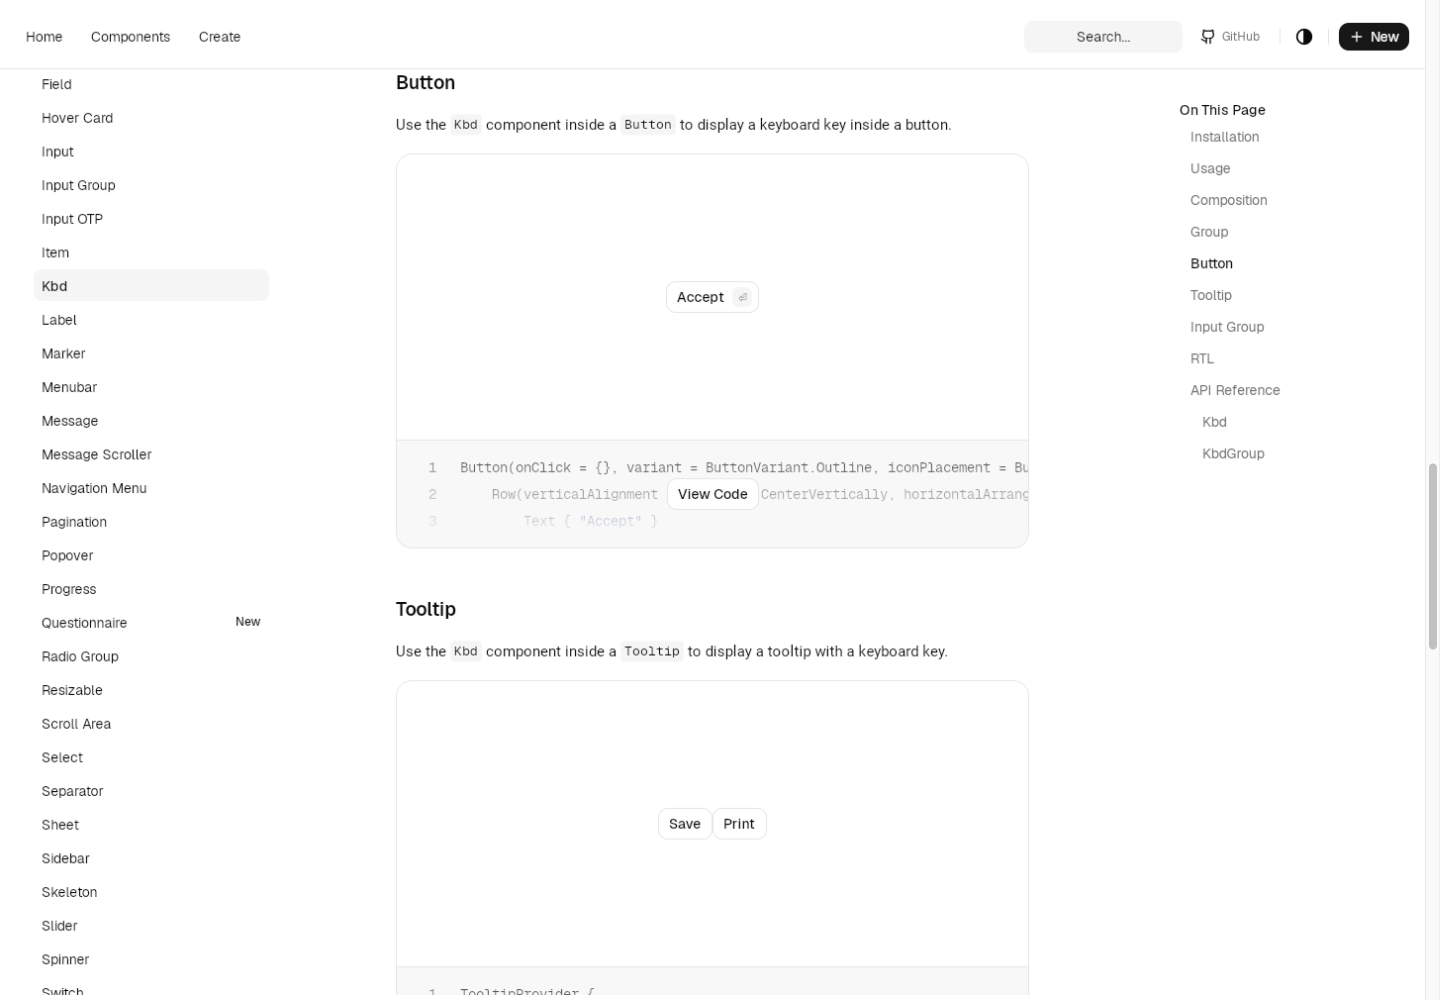 Home Components Create Search... GitHub New
Field
Hover Card
Input
Input Group
Input OTP
Item
Kbd
Label
Marker
Menubar
Message
Message Scroller
Navigation Menu
Pagination
Popover
Progress
Questionnaire New
Radio Group
Resizable
Scroll Area
Select
Separator
Sheet
Sidebar
Skeleton
Slider
Spinner
Switch
Button
Use the Kbd component inside a Button to display a keyboard key inside a button.
Accept ⏎
1 Button(onClick = {}, variant = ButtonVariant.Outline, iconPlacement = Bu
2 Row(verticalAlignment View Code CenterVertically, horizontalArrang
3 Text { "Accept" }
Tooltip
Use the Kbd component inside a Tooltip to display a tooltip with a keyboard key.
Save Print
1 TooltipProvider {
On This Page
Installation
Usage
Composition
Group
Button
Tooltip
Input Group
RTL
API Reference
Kbd
KbdGroup